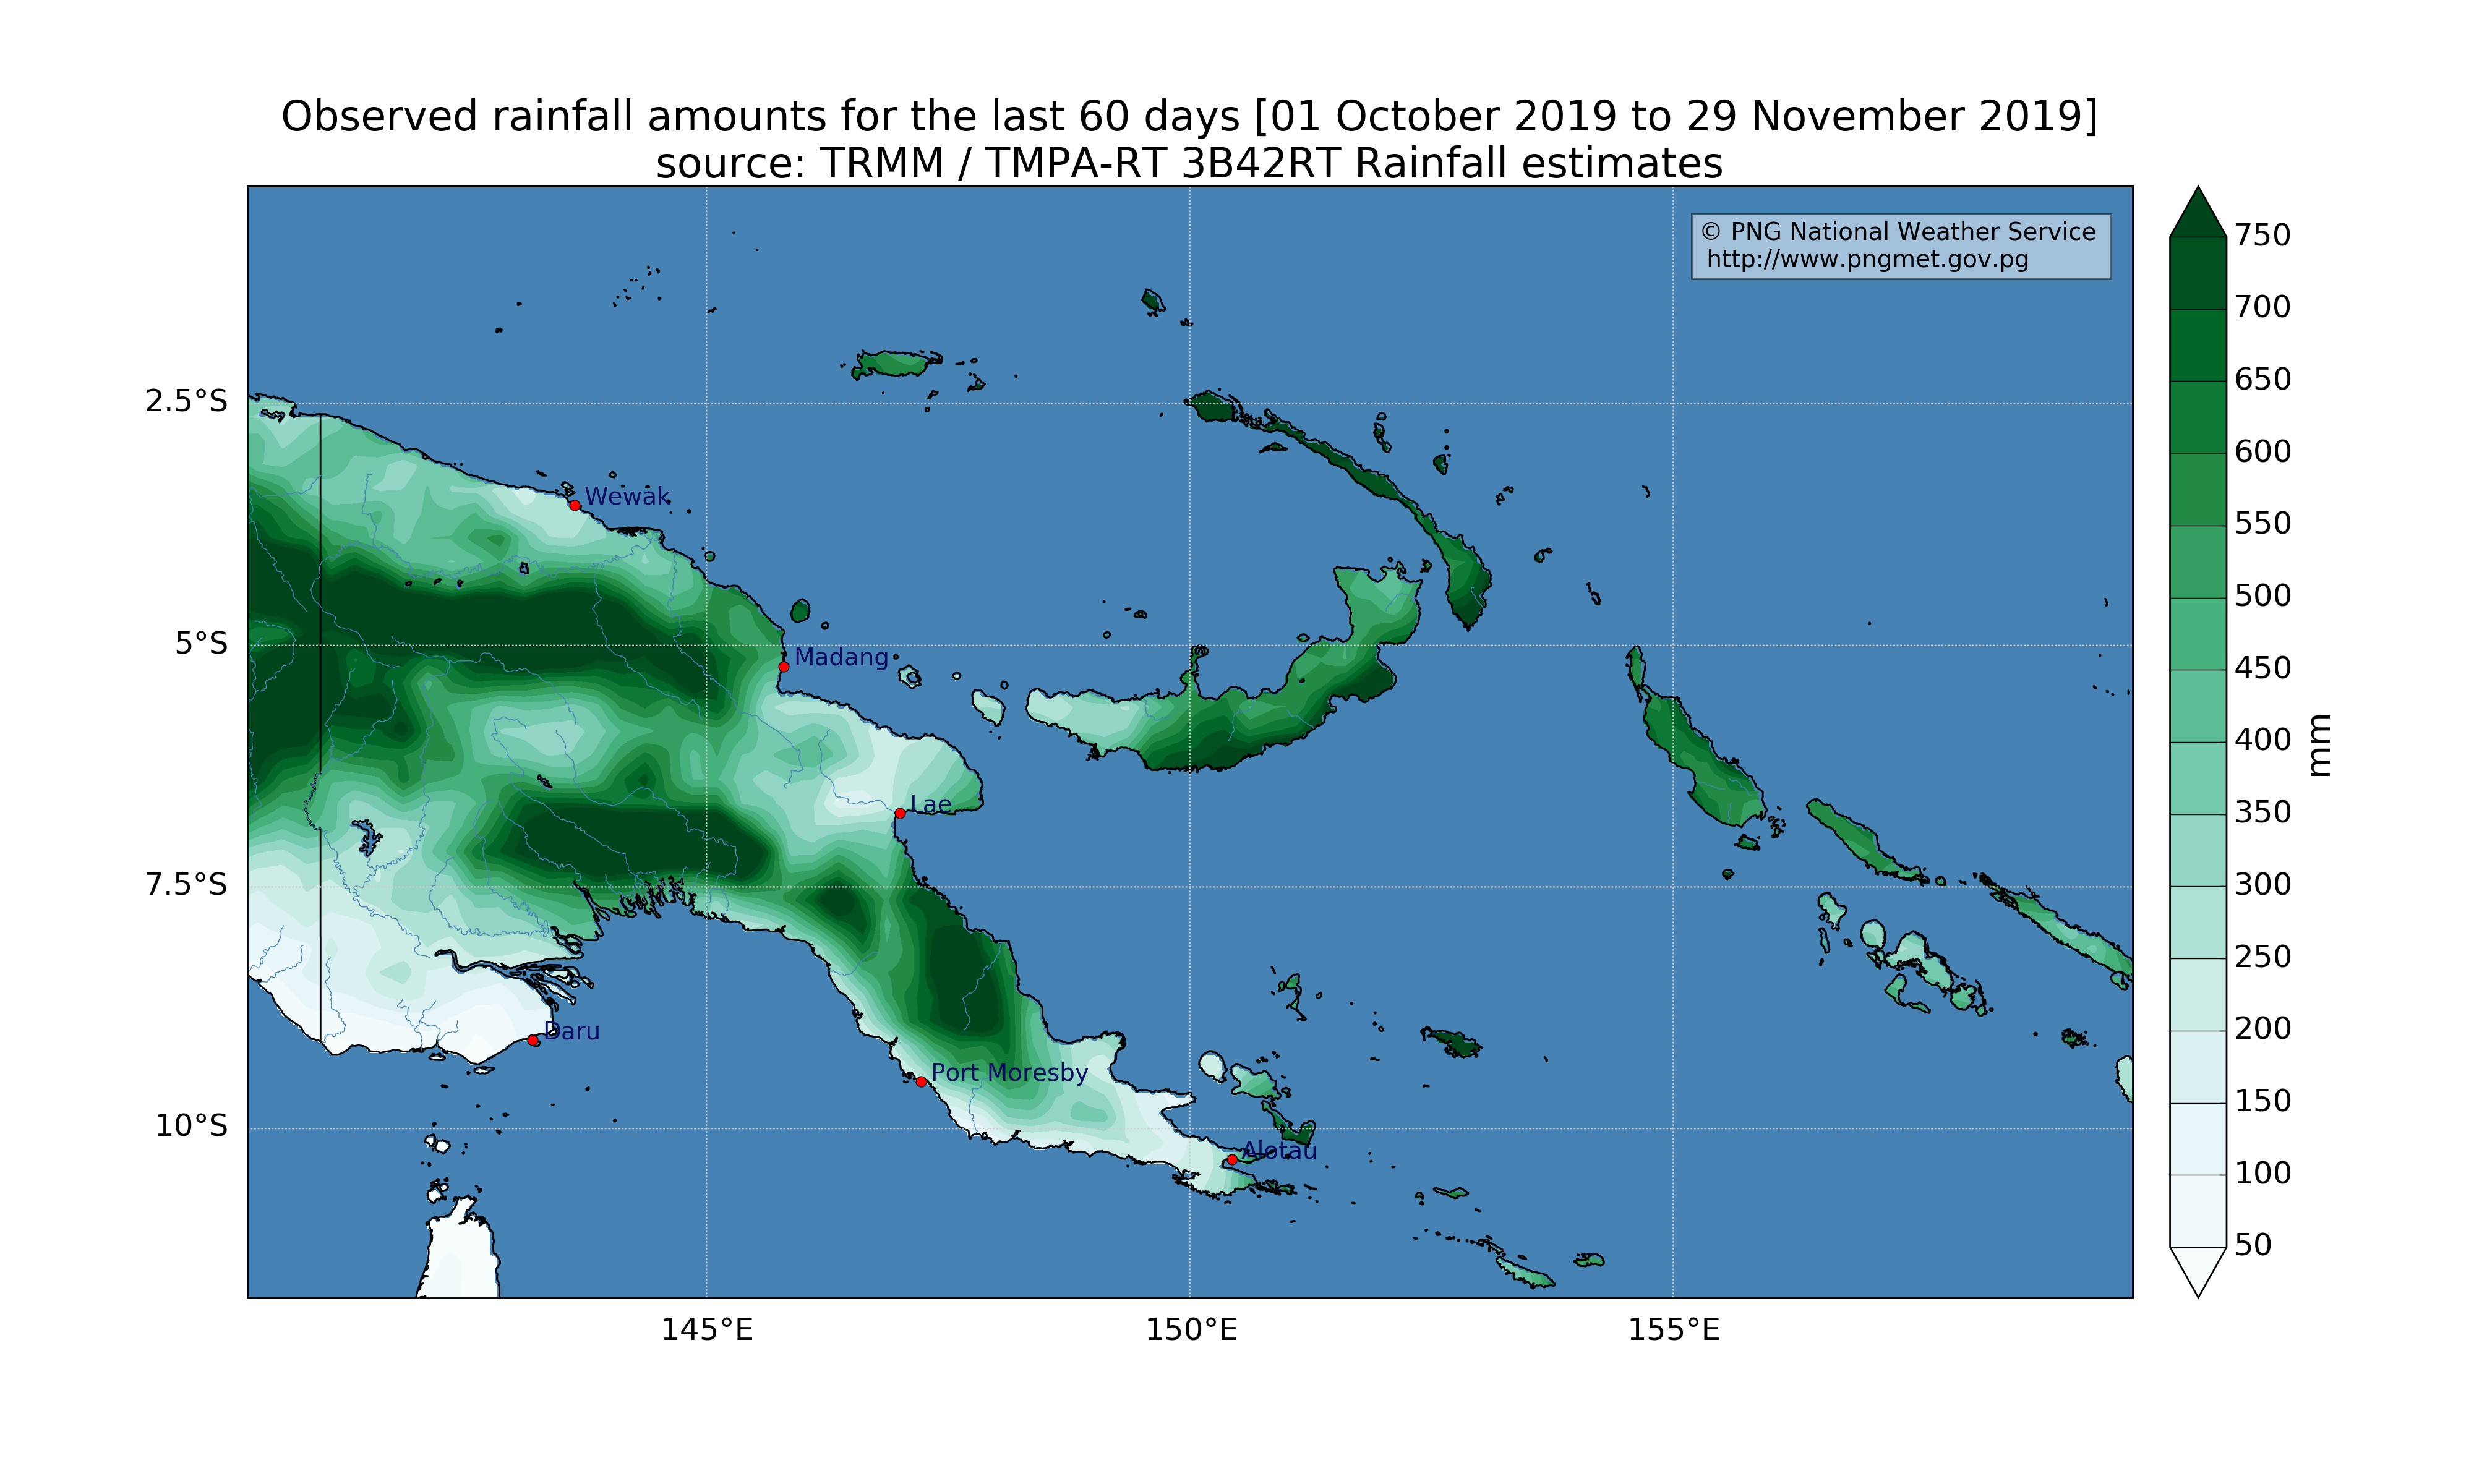 Observed rainfall amounts for the last 60 days [01 October 2019 to 29 November 2019]
source: TRMM / TMPA-RT 3B42RT Rainfall estimates
© PNG National Weather Service
http://www.pngmet.gov.pg
750
700
650
600
550
500
450
400
350
300
250
200
150
100
50
mm
2.5°S
5°S
7.5°S
10°S
Wewak
Madang
Lae
Daru
Port Moresby
Alotau
145°E
150°E
155°E